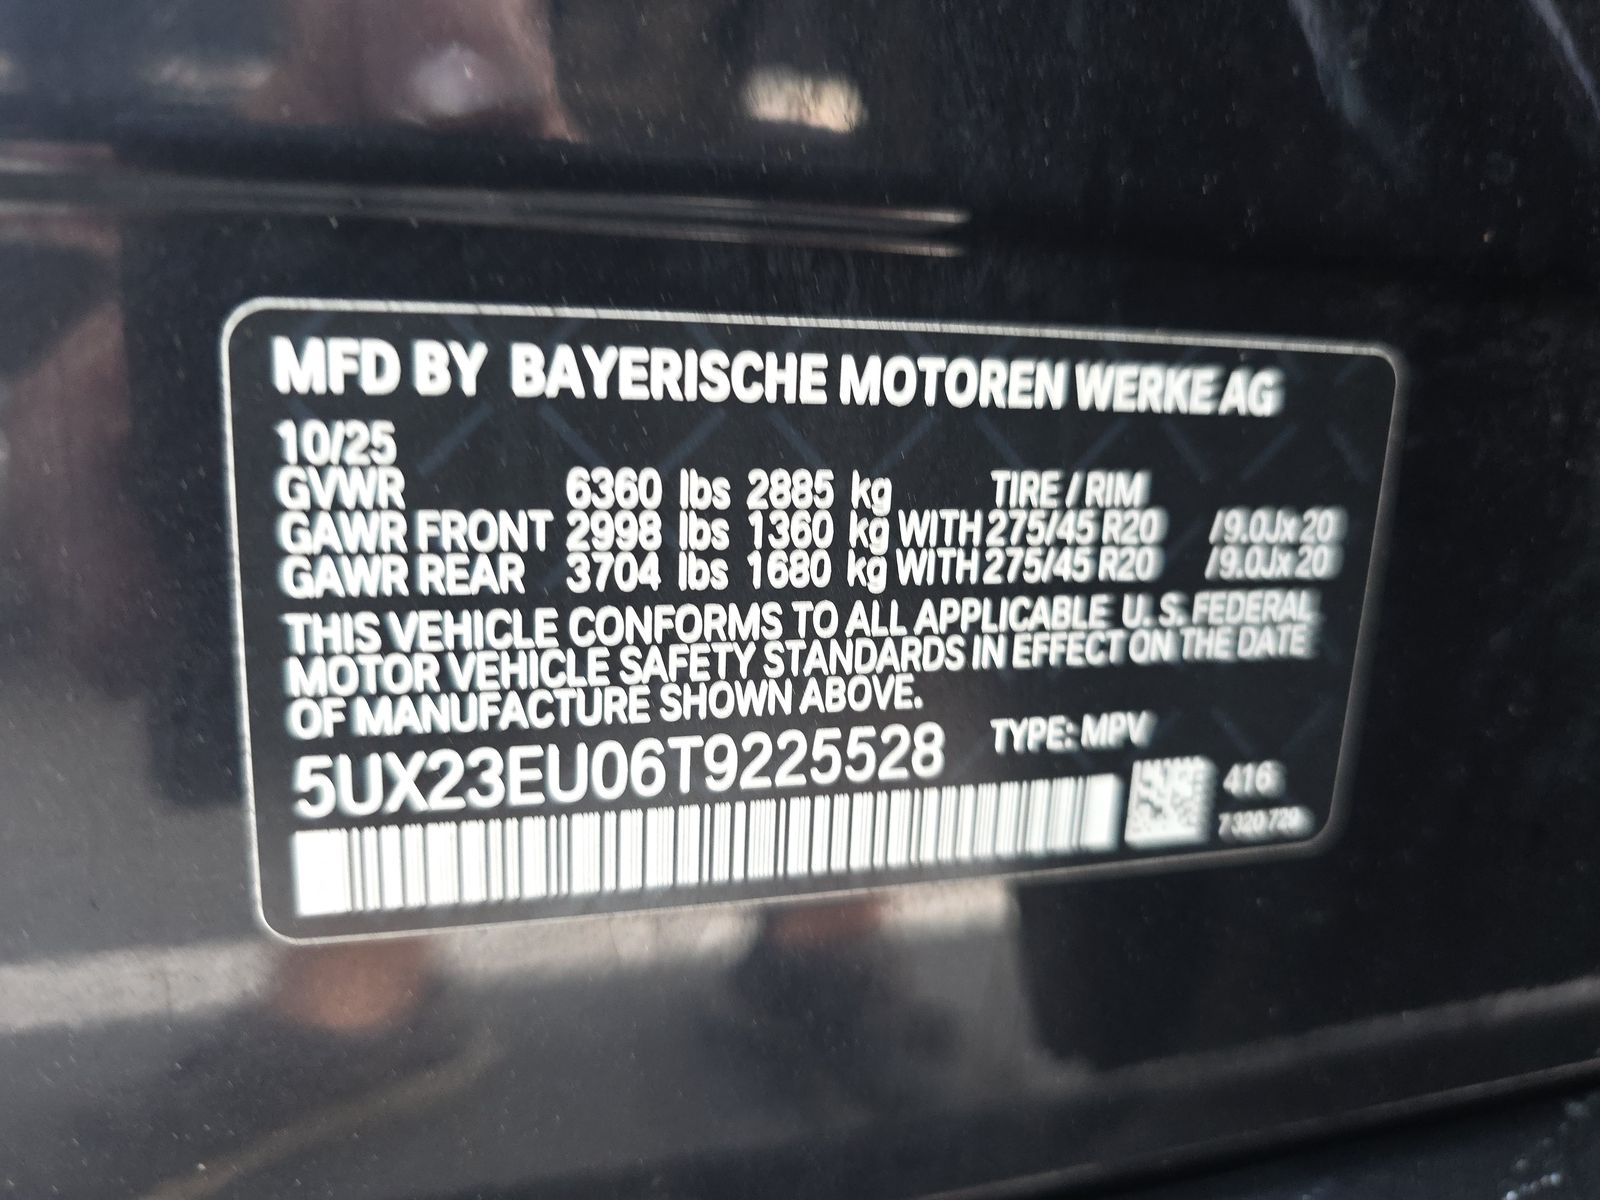 MFD BY BAYERISCHE MOTOREN WERKE AG
10/25
GVWR 6360 lbs 2885 kg TIRE / RIM
GAWR FRONT 2998 lbs 1360 kg WITH 275/45 R20 /9.0Jx20
GAWR REAR 3704 lbs 1680 kg WITH 275/45 R20 /9.0Jx20
THIS VEHICLE CONFORMS TO ALL APPLICABLE U. S. FEDERAL
MOTOR VEHICLE SAFETY STANDARDS IN EFFECT ON THE DATE
OF MANUFACTURE SHOWN ABOVE.
5UX23EU06T9225528 TYPE: MPV
416
7 320 729